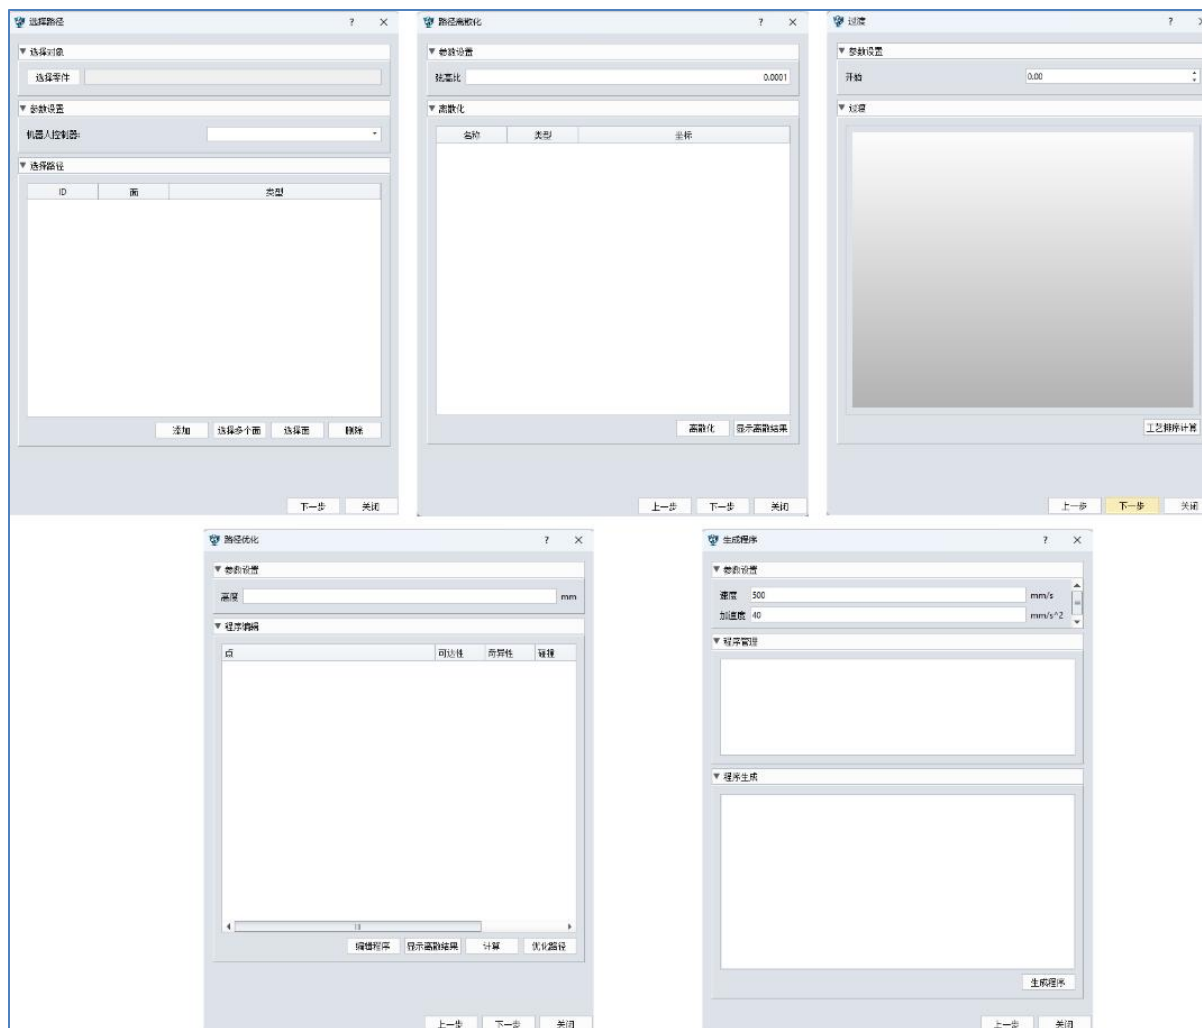 选择路径 ? ×
选择对象
选择零件
参数设置
机器人控制器:
选择路径
ID 面 类型
添加 选择多个面 选择面 删除
下一步 关闭
路径离散化 ? ×
参数设置
弦高比 0.0001
离散化
名称 类型 坐标
离散化 显示离散结果
上一步 下一步 关闭
过渡 ?
参数设置
开始 0.00
过渡
工艺排序计算
上一步 下一步 关闭
路径优化 ? ×
参数设置
高度 mm
程序编辑
点 可达性 奇异性 碰撞
编辑程序 显示离散结果 计算 优化路径
上一步 下一步 关闭
生成程序 ? ×
参数设置
速度 500 mm/s
加速度 40 mm/s^2
程序管理
程序生成
生成程序
上一步 关闭